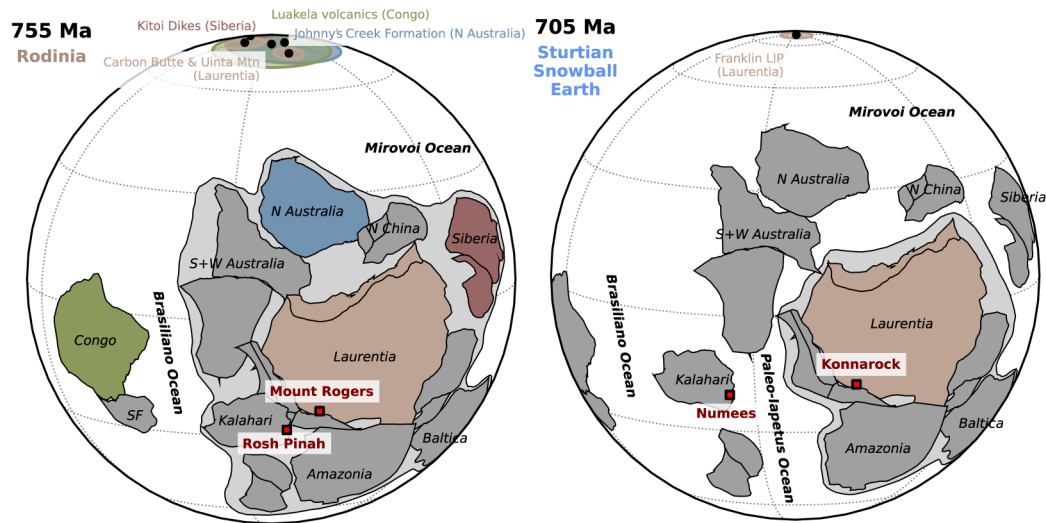 755 Ma
Rodinia
Luakela volcanics (Congo)
Kitoi Dikes (Siberia)
Johnny's Creek Formation (N Australia)
Carbon Butte & Uinta Mtn
(Laurentia)
Mirovoi Ocean
N Australia
N China
Siberia
S+W Australia
Brasiliano Ocean
Congo
Laurentia
Mount Rogers
SF
Kalahari
Rosh Pinah
Baltica
Amazonia
705 Ma
Sturtian
Snowball
Earth
Franklin LIP
(Laurentia)
Mirovoi Ocean
N Australia
N China
Siberia
S+W Australia
Brasiliano Ocean
Laurentia
Paleo-Iapetus Ocean
Konnarock
Kalahari
Numees
Baltica
Amazonia